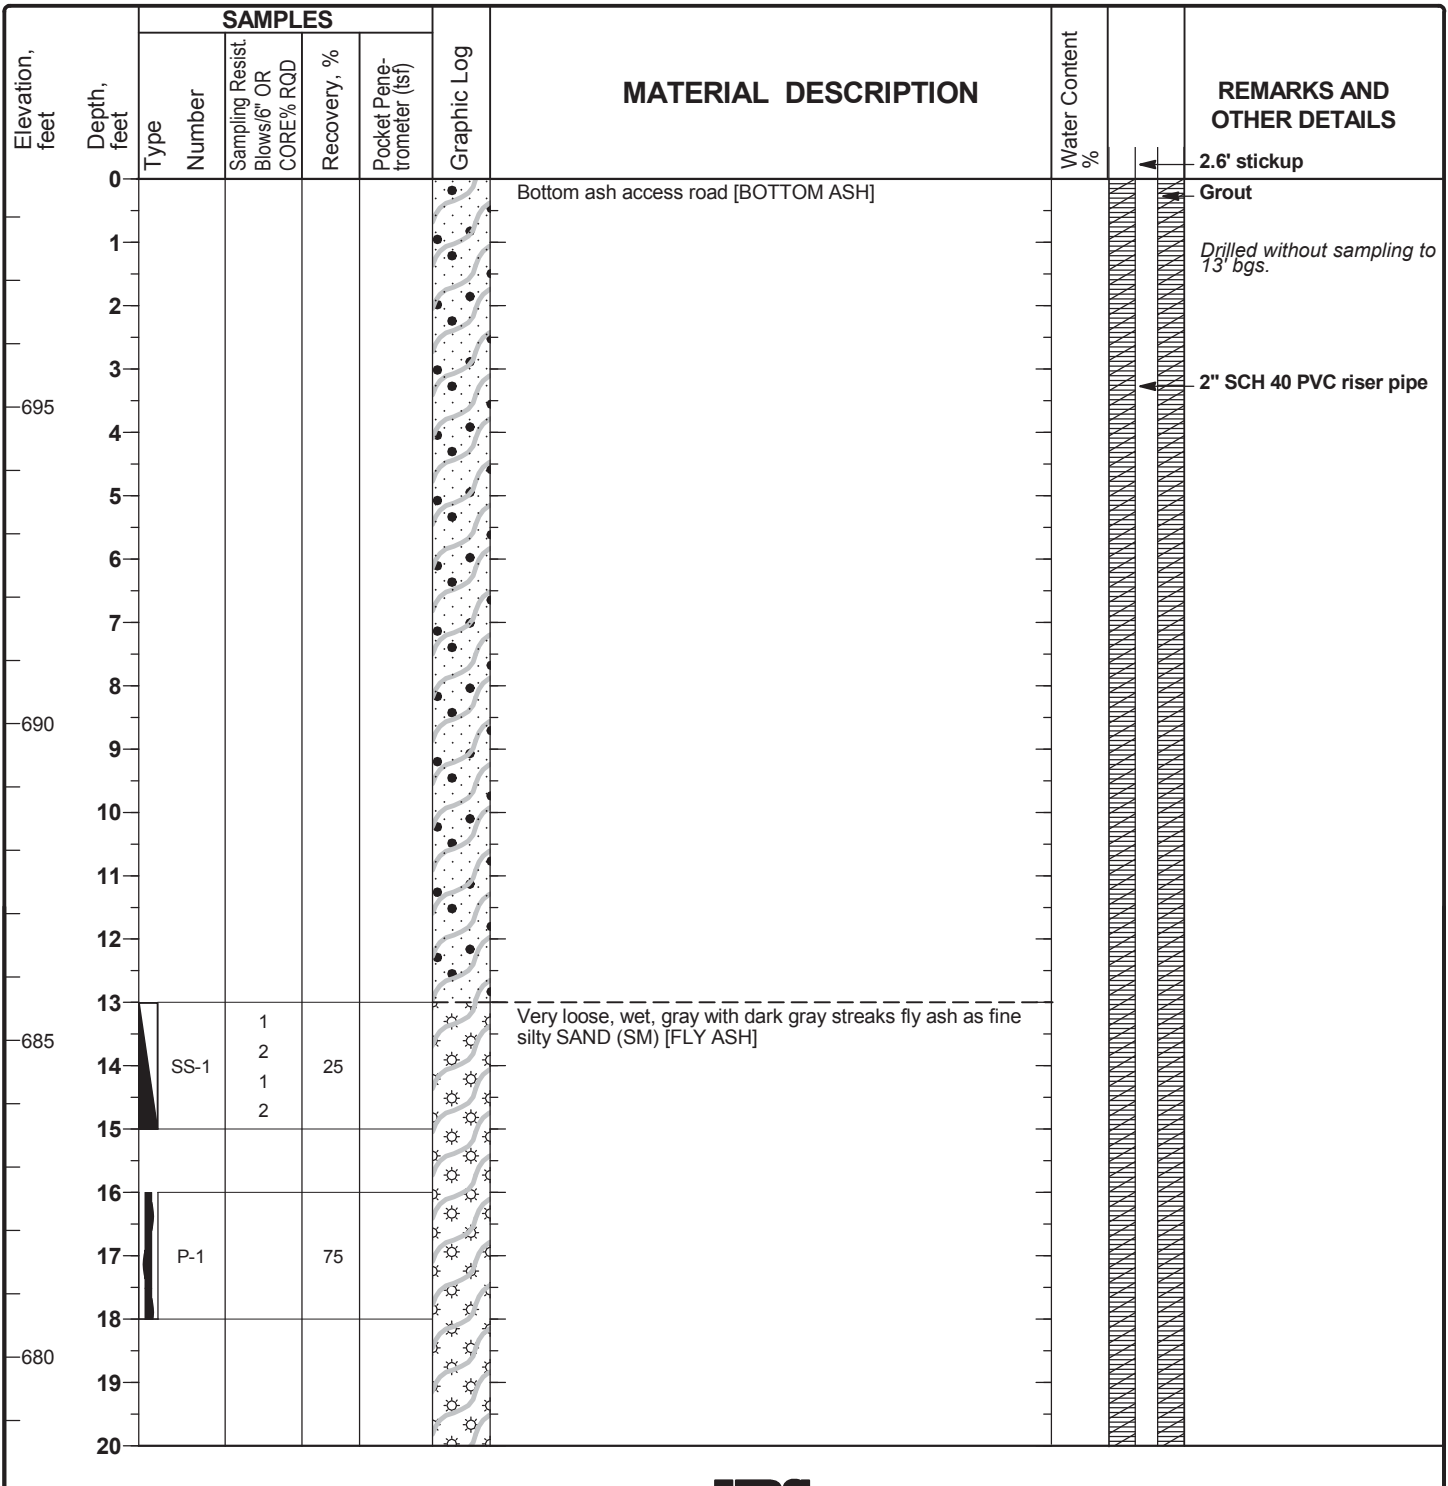 SAMPLES
Elevation,
feet
Depth,
feet
Type
Number
Sampling Resist.
Blows/6" OR
CORE% RQD
Recovery, %
Pocket Pene-
trometer (tsf)
Graphic Log
MATERIAL DESCRIPTION
Water Content
%
REMARKS AND
OTHER DETAILS
2.6' stickup
0
Bottom ash access road [BOTTOM ASH]
Grout
1
Drilled without sampling to
13' bgs.
2
3
2" SCH 40 PVC riser pipe
695
4
5
6
7
8
690
9
10
11
12
13
Very loose, wet, gray with dark gray streaks fly ash as fine
silty SAND (SM) [FLY ASH]
1
685
2
14
SS-1
25
1
2
15
16
17
P-1
75
18
680
19
20